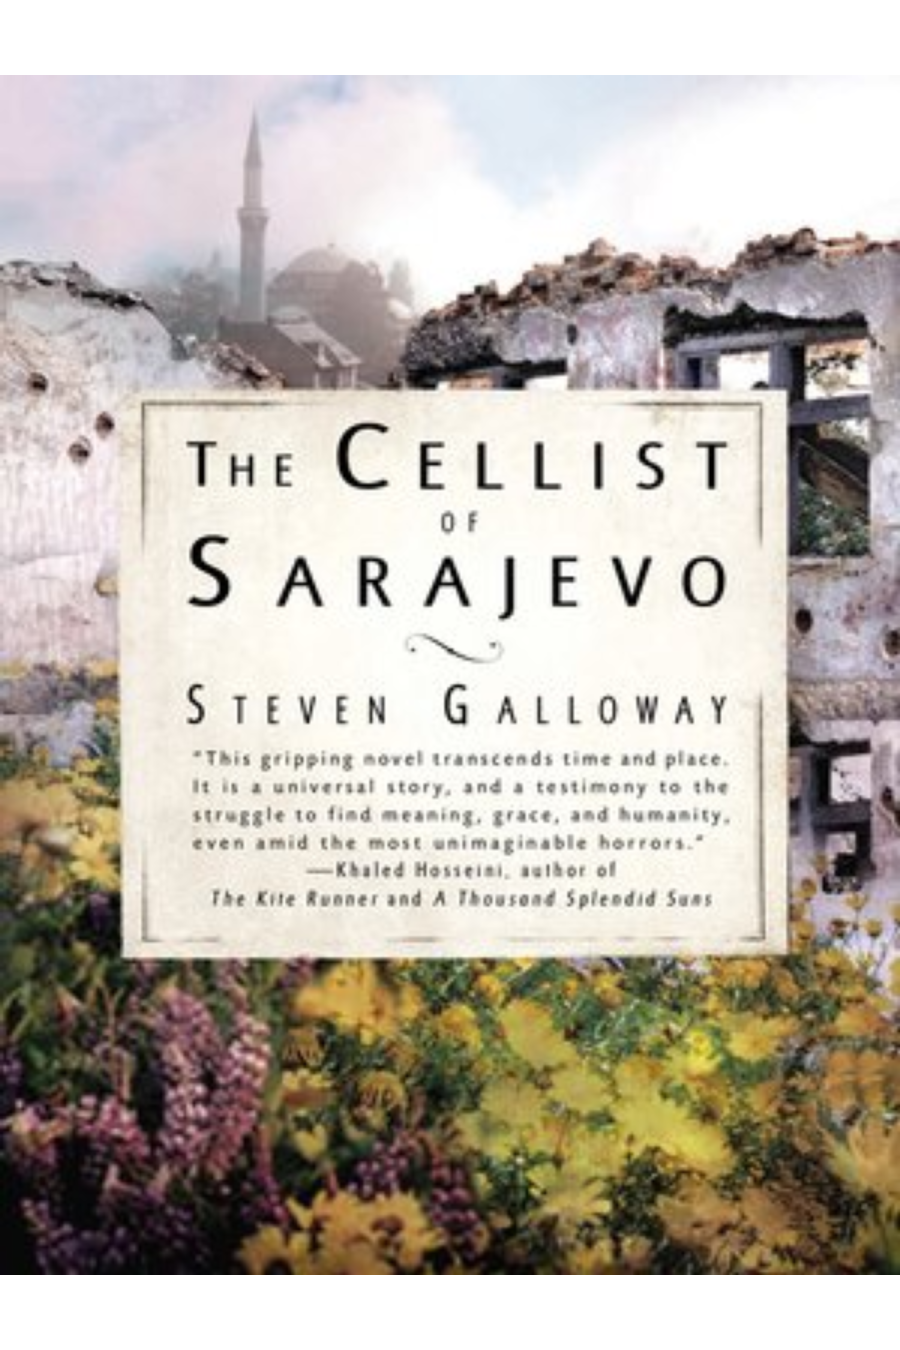 THE CELLIST
OF
SARAJEVO
STEVEN GALLOWAY
"This gripping novel transcends time and place.
It is a universal story, and a testimony to the
struggle to find meaning, grace, and humanity,
even amid the most unimaginable horrors."
—Khaled Hosseini, author of
The Kite Runner and A Thousand Splendid Suns